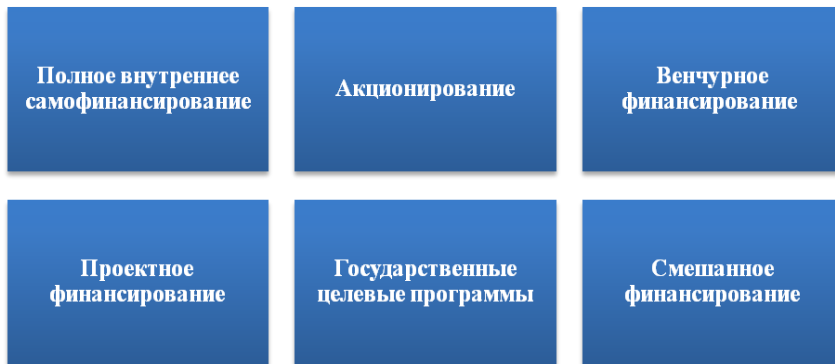 Полное внутреннее
самофинансирование
Акционирование
Венчурное
финансирование
Проектное
финансирование
Государственные
целевые программы
Смешанное
финансирование